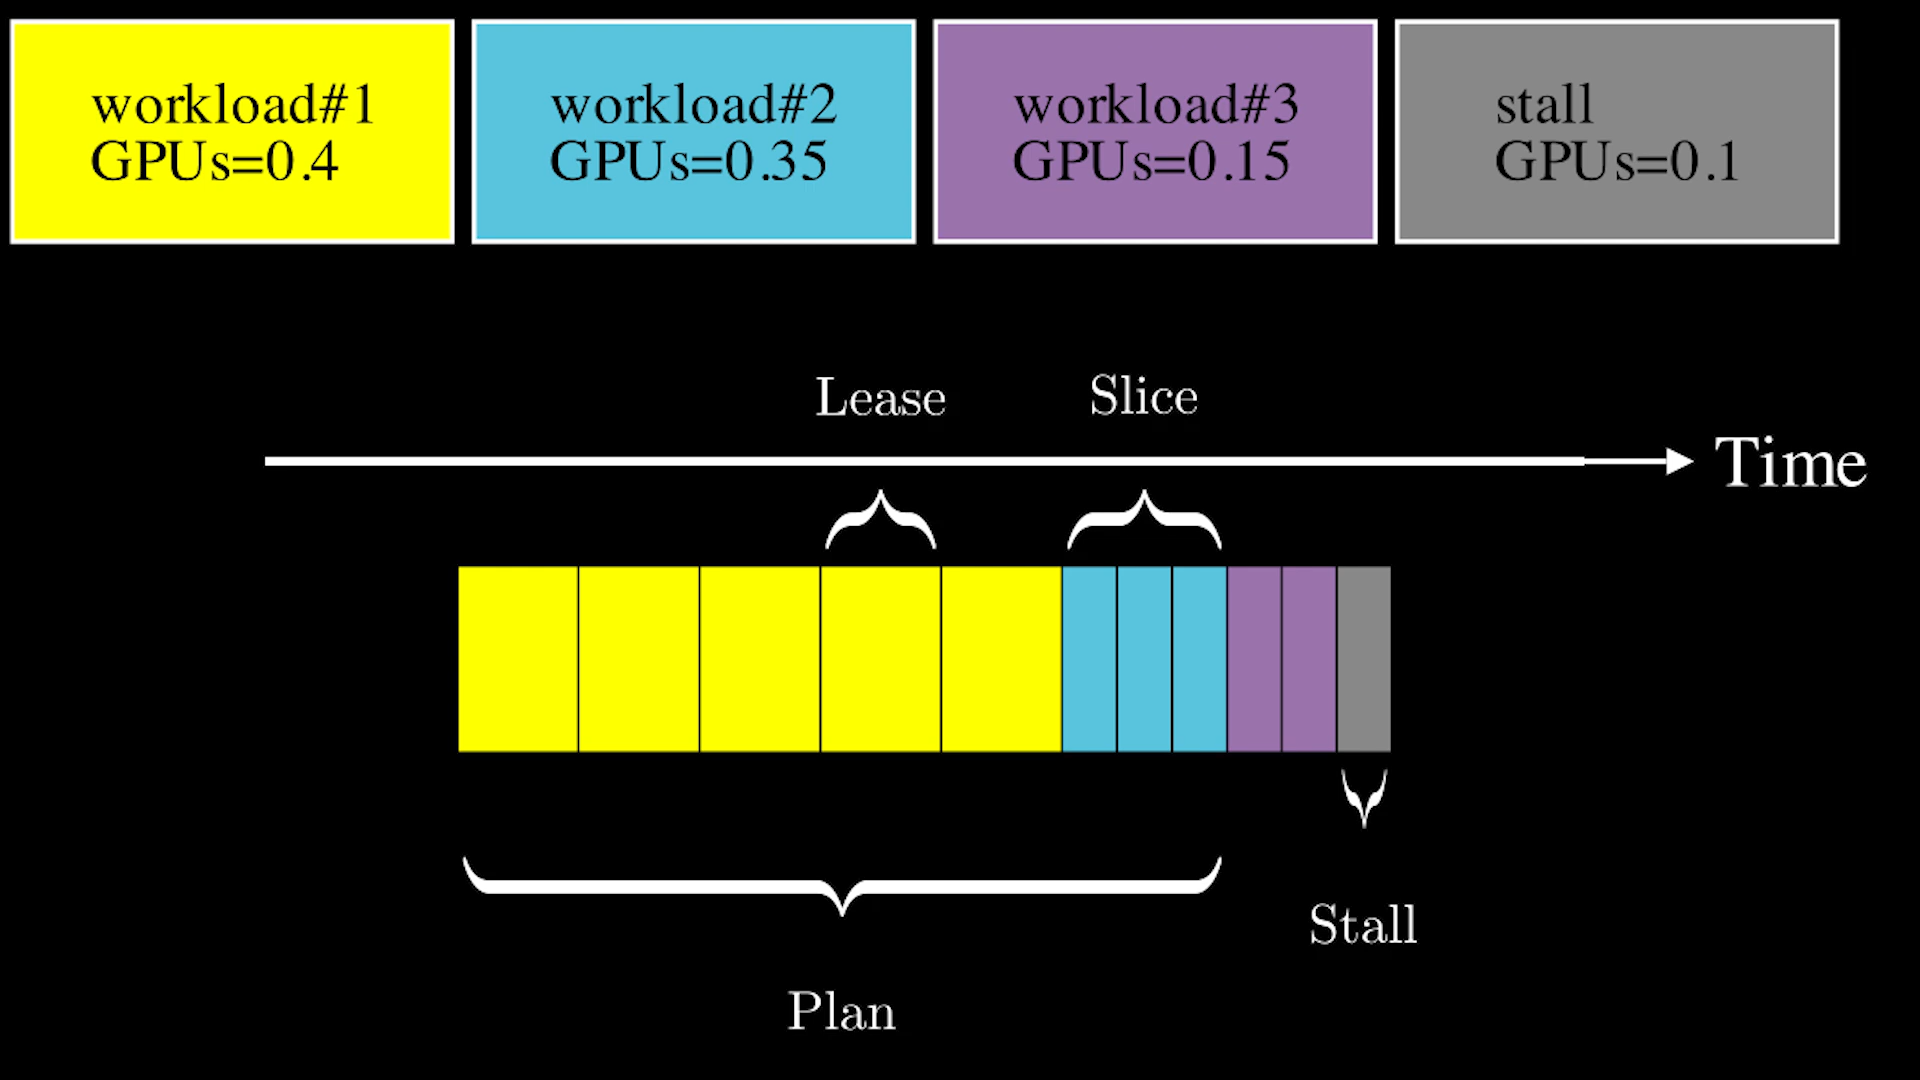 workload#1
GPUs=0.4
workload#2
GPUs=0.35
workload#3
GPUs=0.15
stall
GPUs=0.1
Lease
Slice
Time
Stall
Plan